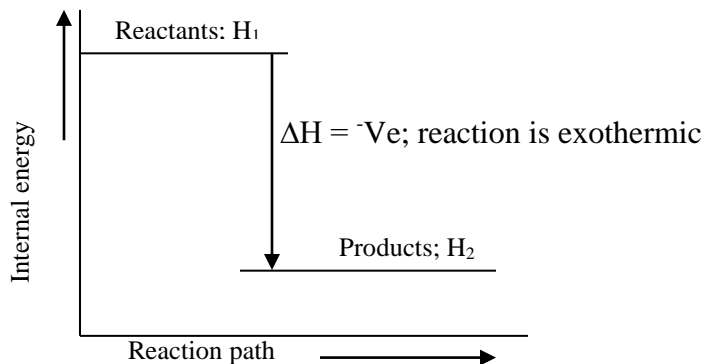 Reactants: H₁
ΔH = ⁻Ve; reaction is exothermic
Internal energy
Products; H₂
Reaction path